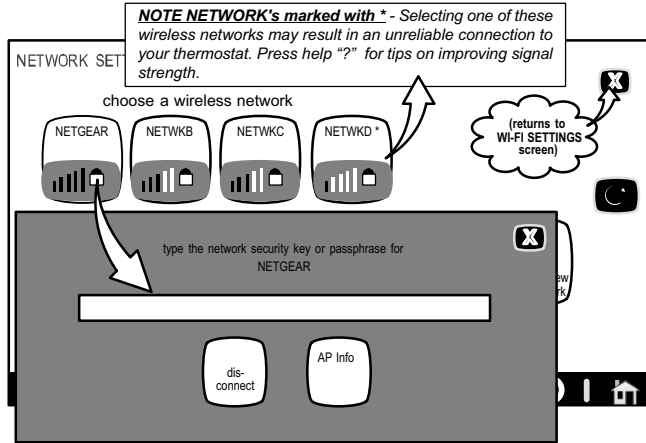 NOTE NETWORK's marked with * - Selecting one of these
wireless networks may result in an unreliable connection to
your thermostat. Press help “?” for tips on improving signal
strength.
NETWORK SET
choose a wireless network
X
(returns to
WI-FI SETTINGS
screen)
NETGEAR
NETWKB
NETWKC
NETWKD *
X
type the network security key or passphrase for
NETGEAR
ew
rk
dis-
connect
AP Info